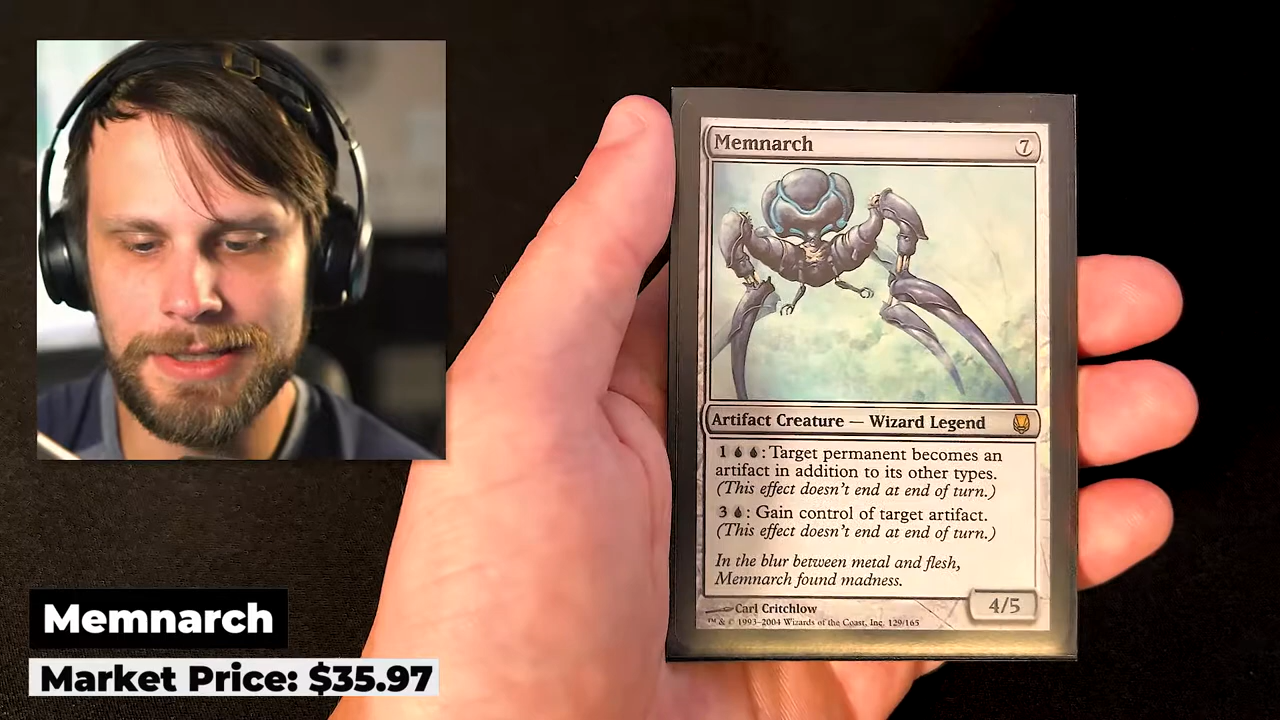 Memnarch 7
Artifact Creature — Wizard Legend
1 : Target permanent becomes an
artifact in addition to its other types.
(This effect doesn't end at end of turn.)
3 : Gain control of target artifact.
(This effect doesn't end at end of turn.)
In the blur between metal and flesh,
Memnarch found madness.
Carl Critchlow
4/5
™ & © 1993–2004 Wizards of the Coast, Inc. 129/165
Memnarch
Market Price: $35.97